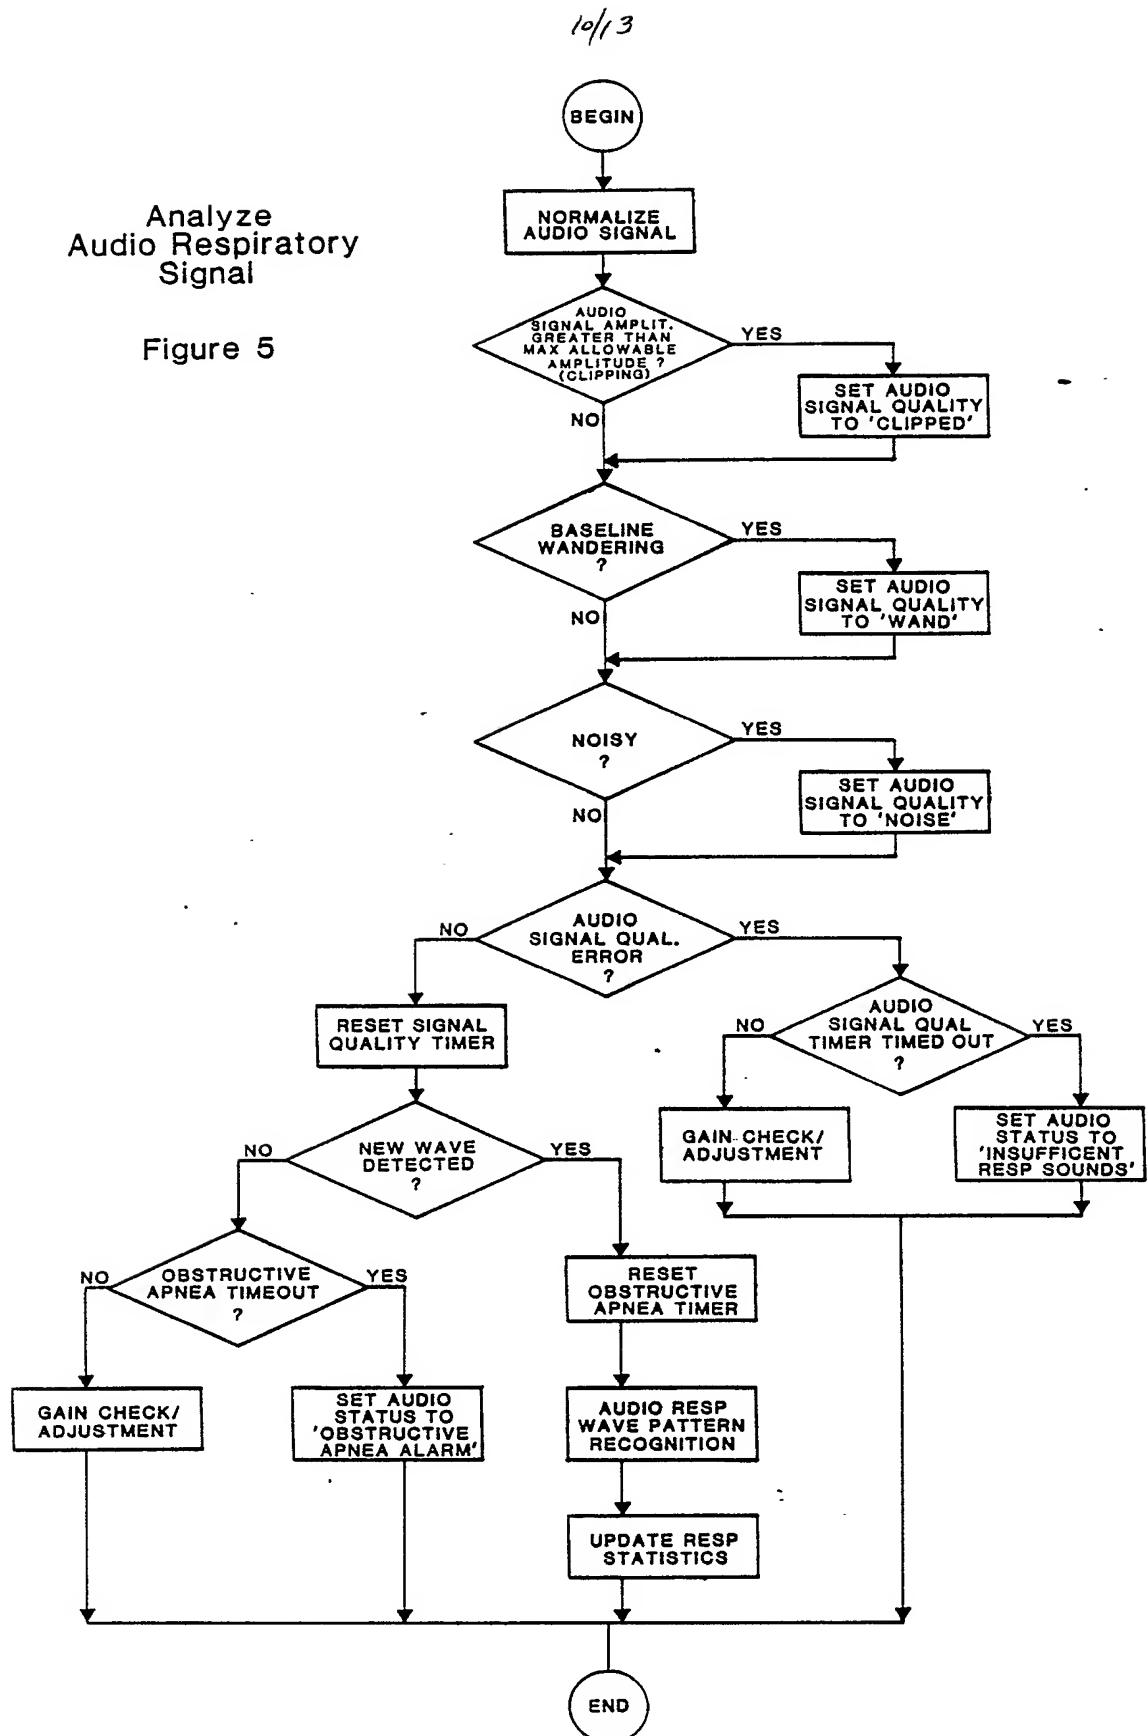 10/13
BEGIN
Analyze
Audio Respiratory
Signal
Figure 5
NORMALIZE
AUDIO SIGNAL
AUDIO
SIGNAL AMPLIT.
GREATER THAN
MAX ALLOWABLE
AMPLITUDE ?
(CLIPPING)
YES
NO
SET AUDIO
SIGNAL QUALITY
TO 'CLIPPED'
BASELINE
WANDERING
?
YES
NO
SET AUDIO
SIGNAL QUALITY
TO 'WAND'
NOISY
?
YES
NO
SET AUDIO
SIGNAL QUALITY
TO 'NOISE'
AUDIO
SIGNAL QUAL.
ERROR
?
NO
YES
RESET SIGNAL
QUALITY TIMER
AUDIO
SIGNAL QUAL
TIMER TIMED OUT
?
NO
YES
GAIN CHECK/
ADJUSTMENT
SET AUDIO
STATUS TO
'INSUFFICENT
RESP SOUNDS'
NEW WAVE
DETECTED
?
NO
YES
OBSTRUCTIVE
APNEA TIMEOUT
?
NO
YES
RESET
OBSTRUCTIVE
APNEA TIMER
GAIN CHECK/
ADJUSTMENT
SET AUDIO
STATUS TO
'OBSTRUCTIVE
APNEA ALARM'
AUDIO RESP
WAVE PATTERN
RECOGNITION
UPDATE RESP
STATISTICS
END